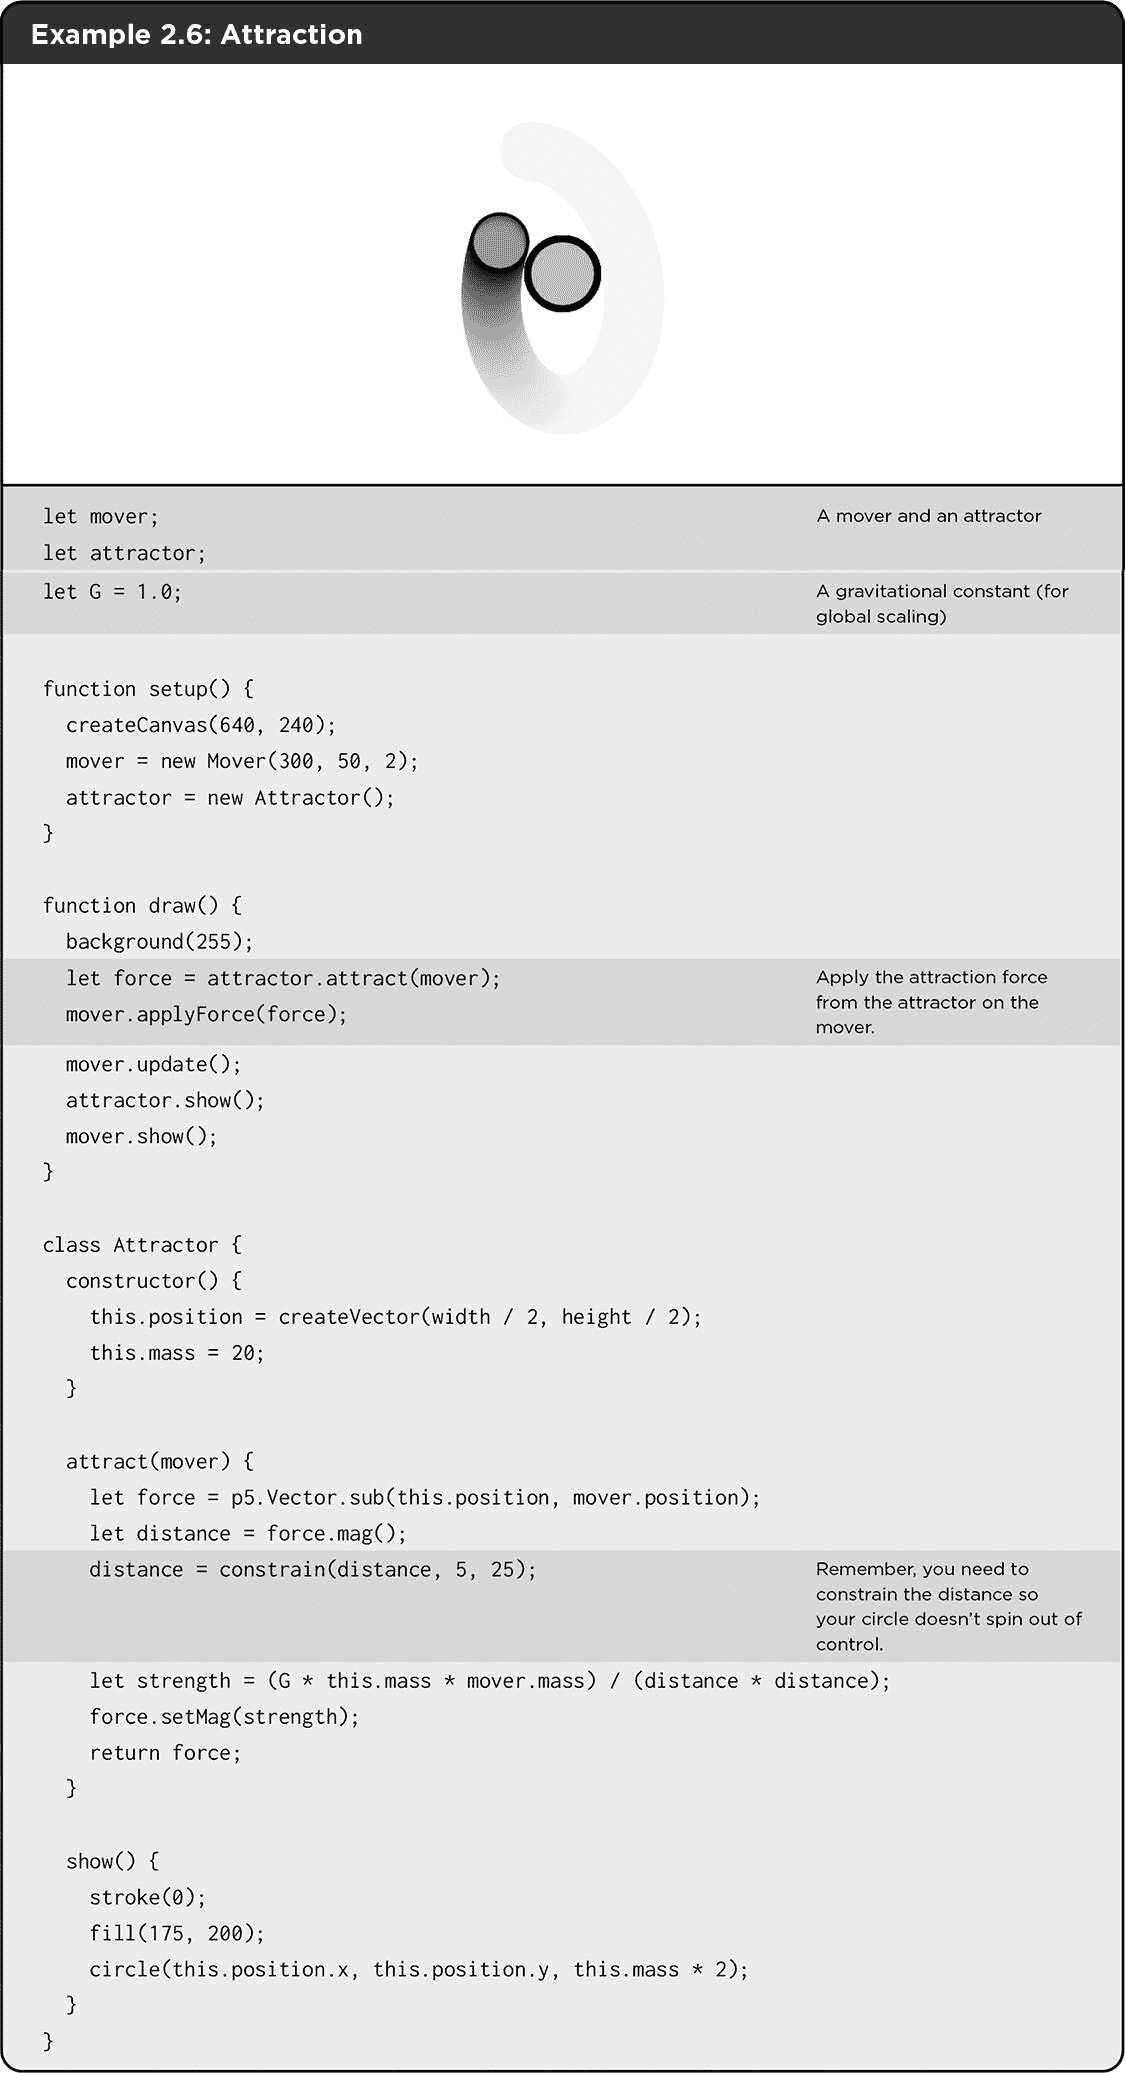 Example 2.6: Attraction
let mover;
A mover and an attractor
let attractor;
let G = 1.0;
A gravitational constant (for
global scaling)
function setup() {
  createCanvas(640, 240);
  mover = new Mover(300, 50, 2);
  attractor = new Attractor();
}
function draw() {
  background(255);
  let force = attractor.attract(mover);
  mover.applyForce(force);
Apply the attraction force
from the attractor on the
mover.
  mover.update();
  attractor.show();
  mover.show();
}
class Attractor {
  constructor() {
    this.position = createVector(width / 2, height / 2);
    this.mass = 20;
  }
  attract(mover) {
    let force = p5.Vector.sub(this.position, mover.position);
    let distance = force.mag();
    distance = constrain(distance, 5, 25);
Remember, you need to
constrain the distance so
your circle doesn’t spin out of
control.
    let strength = (G * this.mass * mover.mass) / (distance * distance);
    force.setMag(strength);
    return force;
  }
  show() {
    stroke(0);
    fill(175, 200);
    circle(this.position.x, this.position.y, this.mass * 2);
  }
}